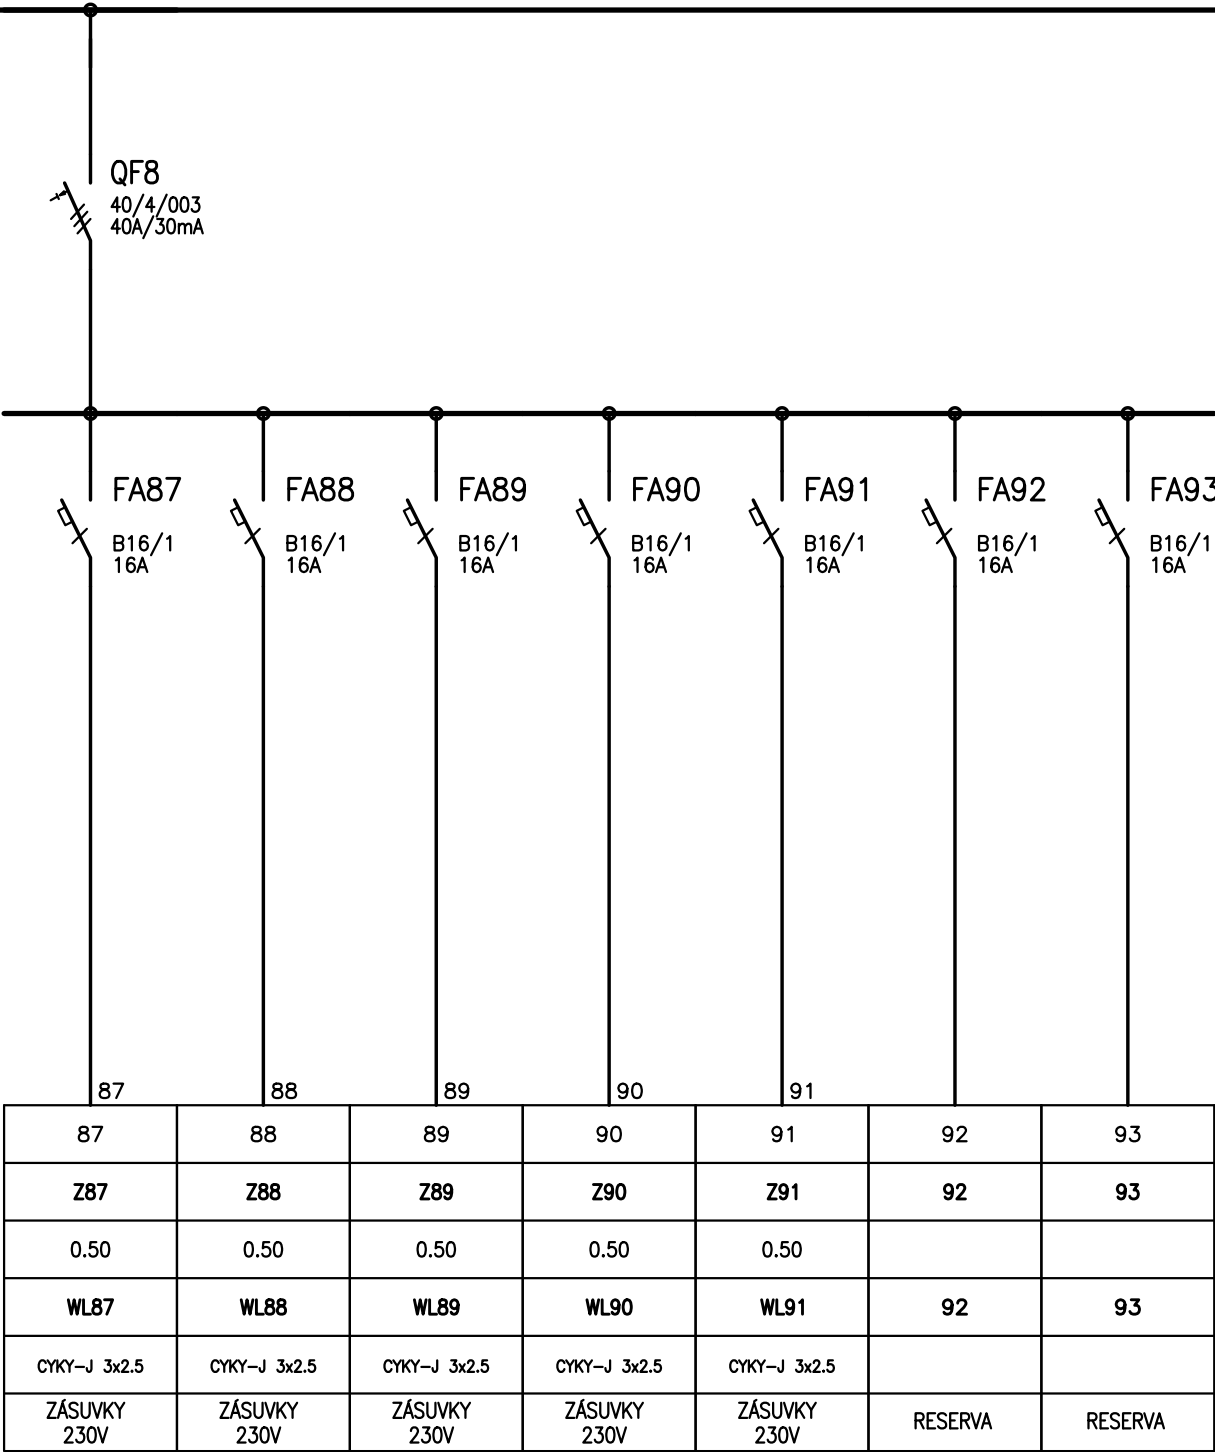 QF8
40/4/003
40A/30mA
FA87 FA88 FA89 FA90 FA91 FA92 FA93
B16/1 B16/1 B16/1 B16/1 B16/1 B16/1 B16/1
16A 16A 16A 16A 16A 16A 16A
87 88 89 90 91
87 88 89 90 91 92 93
Z87 Z88 Z89 Z90 Z91 92 93
0.50 0.50 0.50 0.50 0.50
WL87 WL88 WL89 WL90 WL91 92 93
CYKY-J 3x2.5 CYKY-J 3x2.5 CYKY-J 3x2.5 CYKY-J 3x2.5 CYKY-J 3x2.5
ZÁSUVKY ZÁSUVKY ZÁSUVKY ZÁSUVKY ZÁSUVKY RESERVA RESERVA
230V 230V 230V 230V 230V